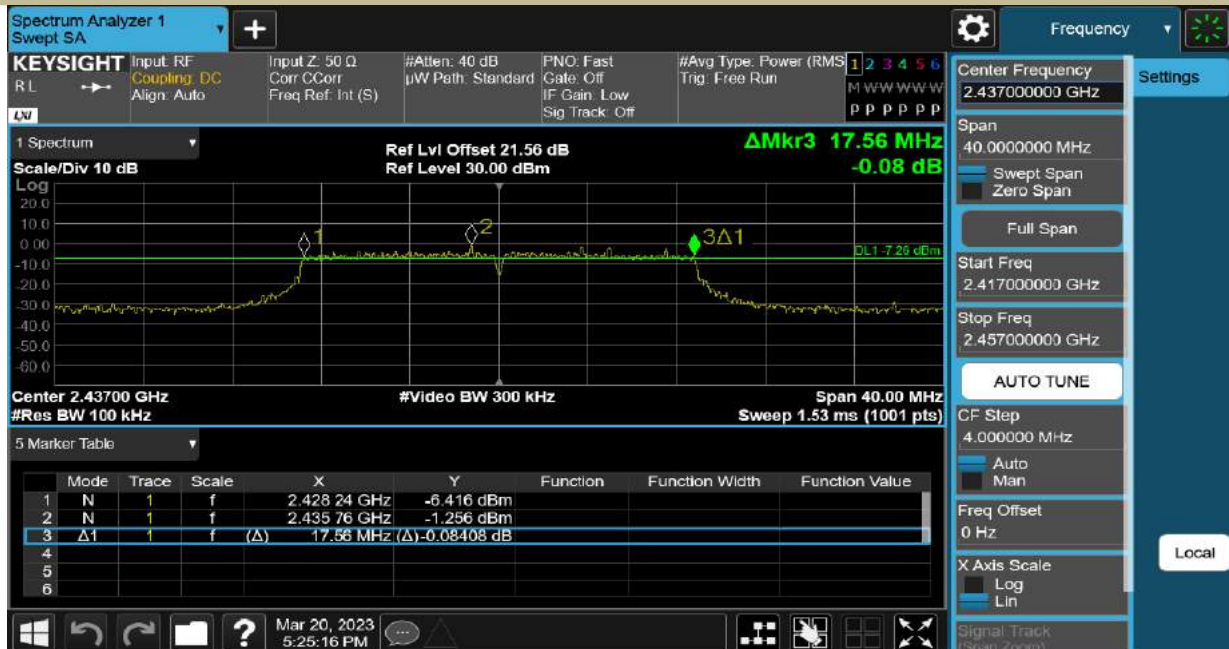 Spectrum Analyzer 1
Swept SA
+
Frequency
KEYSIGHT
R L
LXI
Input: RF
Coupling: DC
Align: Auto
Input Z: 50 Ω
Corr CCorr
Freq Ref: Int (S)
#Atten: 40 dB
µW Path: Standard
PNO: Fast
Gate: Off
IF Gain: Low
Sig Track: Off
#Avg Type: Power (RMS
Trig: Free Run
1 2 3 4 5 6
M W W W W W
P P P P P P
Center Frequency
2.437000000 GHz
Settings
Span
40.0000000 MHz
Swept Span
Zero Span
Full Span
Start Freq
2.417000000 GHz
Stop Freq
2.457000000 GHz
AUTO TUNE
CF Step
4.000000 MHz
Auto
Man
Freq Offset
0 Hz
X Axis Scale
Log
Lin
Signal Track
(Span Zoom)
Local
1 Spectrum
Scale/Div 10 dB
Log
Ref Lvl Offset 21.56 dB
Ref Level 30.00 dBm
ΔMkr3 17.56 MHz
-0.08 dB
20.0
10.0
0.00
-10.0
-20.0
-30.0
-40.0
-50.0
-60.0
1
2
3Δ1
DL1 -7.26 dBm
Center 2.43700 GHz
#Video BW 300 kHz
Span 40.00 MHz
#Res BW 100 kHz
Sweep 1.53 ms (1001 pts)
5 Marker Table
Mode Trace Scale X Y Function Function Width Function Value
1 N 1 f 2.428 24 GHz -6.416 dBm
2 N 1 f 2.435 76 GHz -1.256 dBm
3 Δ1 1 f (Δ) 17.56 MHz (Δ) -0.08408 dB
4
5
6
?
Mar 20, 2023
5:25:16 PM